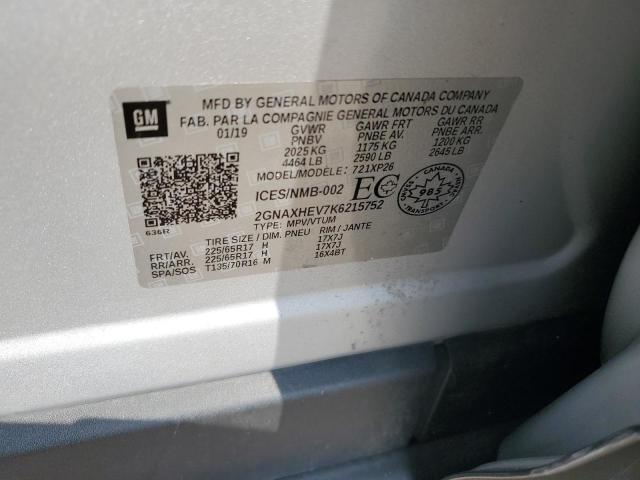 GM
MFD BY GENERAL MOTORS OF CANADA COMPANY
FAB. PAR LA COMPAGNIE GENERAL MOTORS DU CANADA
01/19 GVWR GAWR FRT GAWR RR
PNBV PNBE AV. PNBE ARR.
2025 KG 1175 KG 1200 KG
4464 LB 2590 LB 2645 LB
MODEL/MODÈLE: 721XP26
ICES/NMB-002 EC 985
2GNAXHEV7K6215752
TYPE: MPV/VTUM
636R
TIRE SIZE / DIM. PNEU RIM / JANTE
FRT/AV. 225/65R17 H 17X7J
RR/ARR. 225/65R17 H 17X7J
SPA/SOS T135/70R16 M 16X4BT